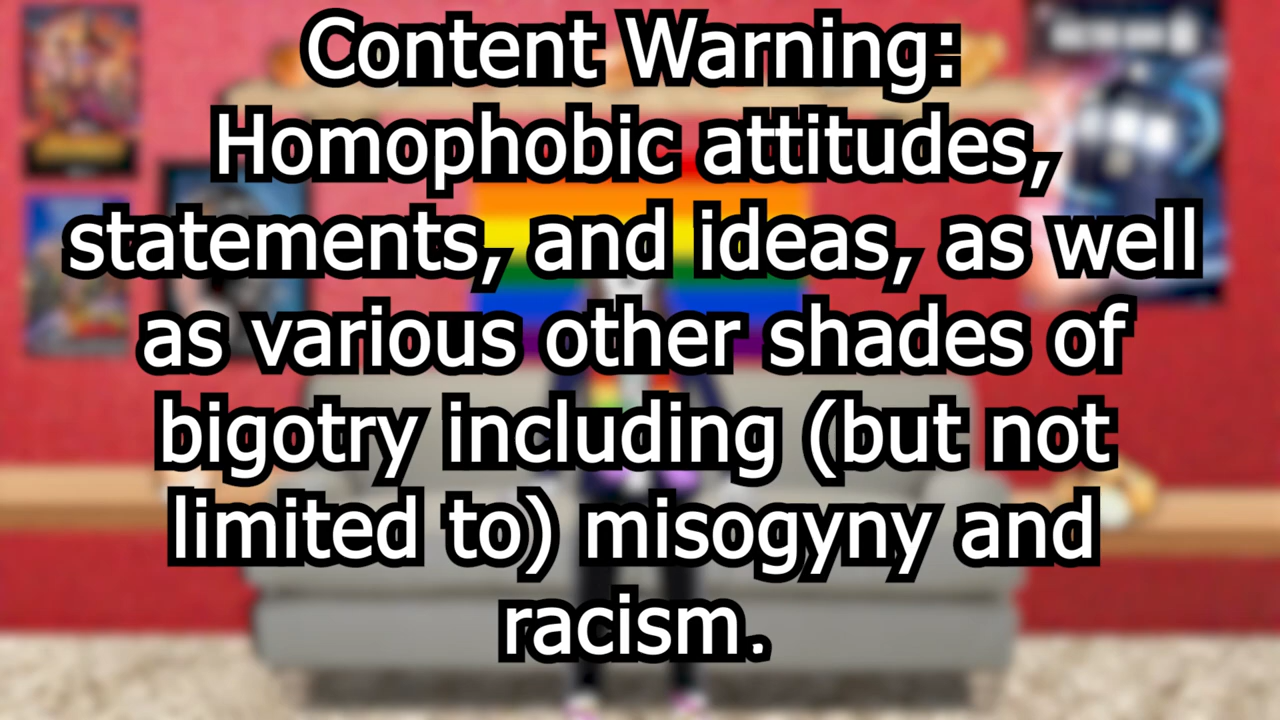 Content Warning:
Homophobic attitudes,
statements, and ideas, as well
as various other shades of
bigotry including (but not
limited to) misogyny and
racism.